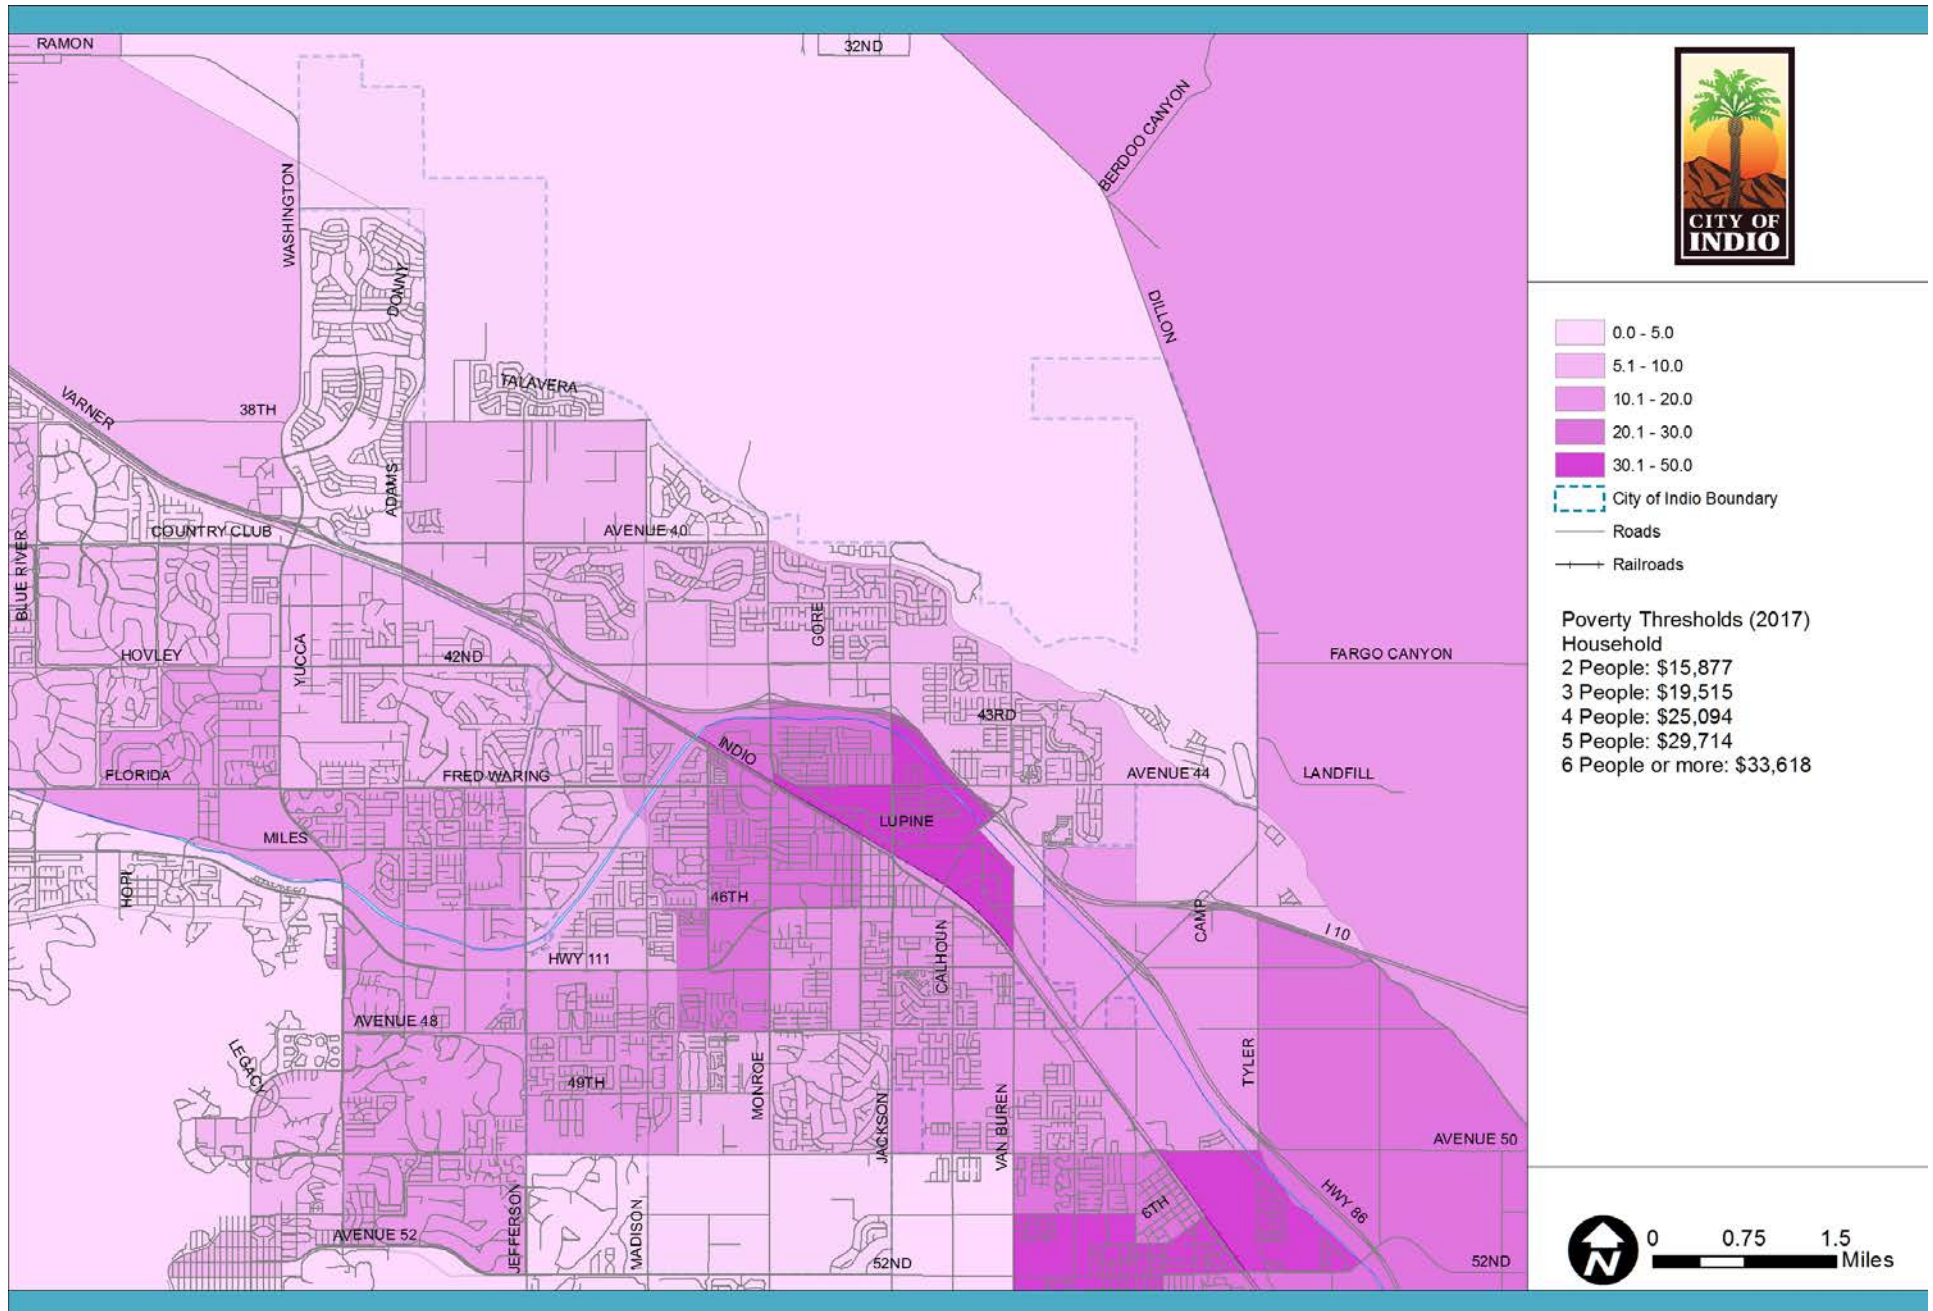 RAMON
32ND
BERDOO CANYON
WASHINGTON
DONNY
DILLON
TALAVERA
VARNER
38TH
ADAMS
COUNTRY CLUB
AVENUE 40
BLUE RIVER
GORE
YUCCA
HOVLEY
42ND
FARGO CANYON
43RD
INDIO
FLORIDA
FRED WARING
AVENUE 44
LANDFILL
MILES
LUPINE
HOPI
46TH
CAMP
I 10
HWY 111
CALHOUN
AVENUE 48
LEGACY
49TH
MONROE
TYLER
JACKSON
VAN BUREN
AVENUE 50
JEFFERSON
MADISON
6TH
HWY 86
AVENUE 52
52ND
52ND
CITY OF
INDIO
0.0 - 5.0
5.1 - 10.0
10.1 - 20.0
20.1 - 30.0
30.1 - 50.0
City of Indio Boundary
Roads
Railroads
Poverty Thresholds (2017)
Household
2 People: $15,877
3 People: $19,515
4 People: $25,094
5 People: $29,714
6 People or more: $33,618
N
0 0.75 1.5
Miles